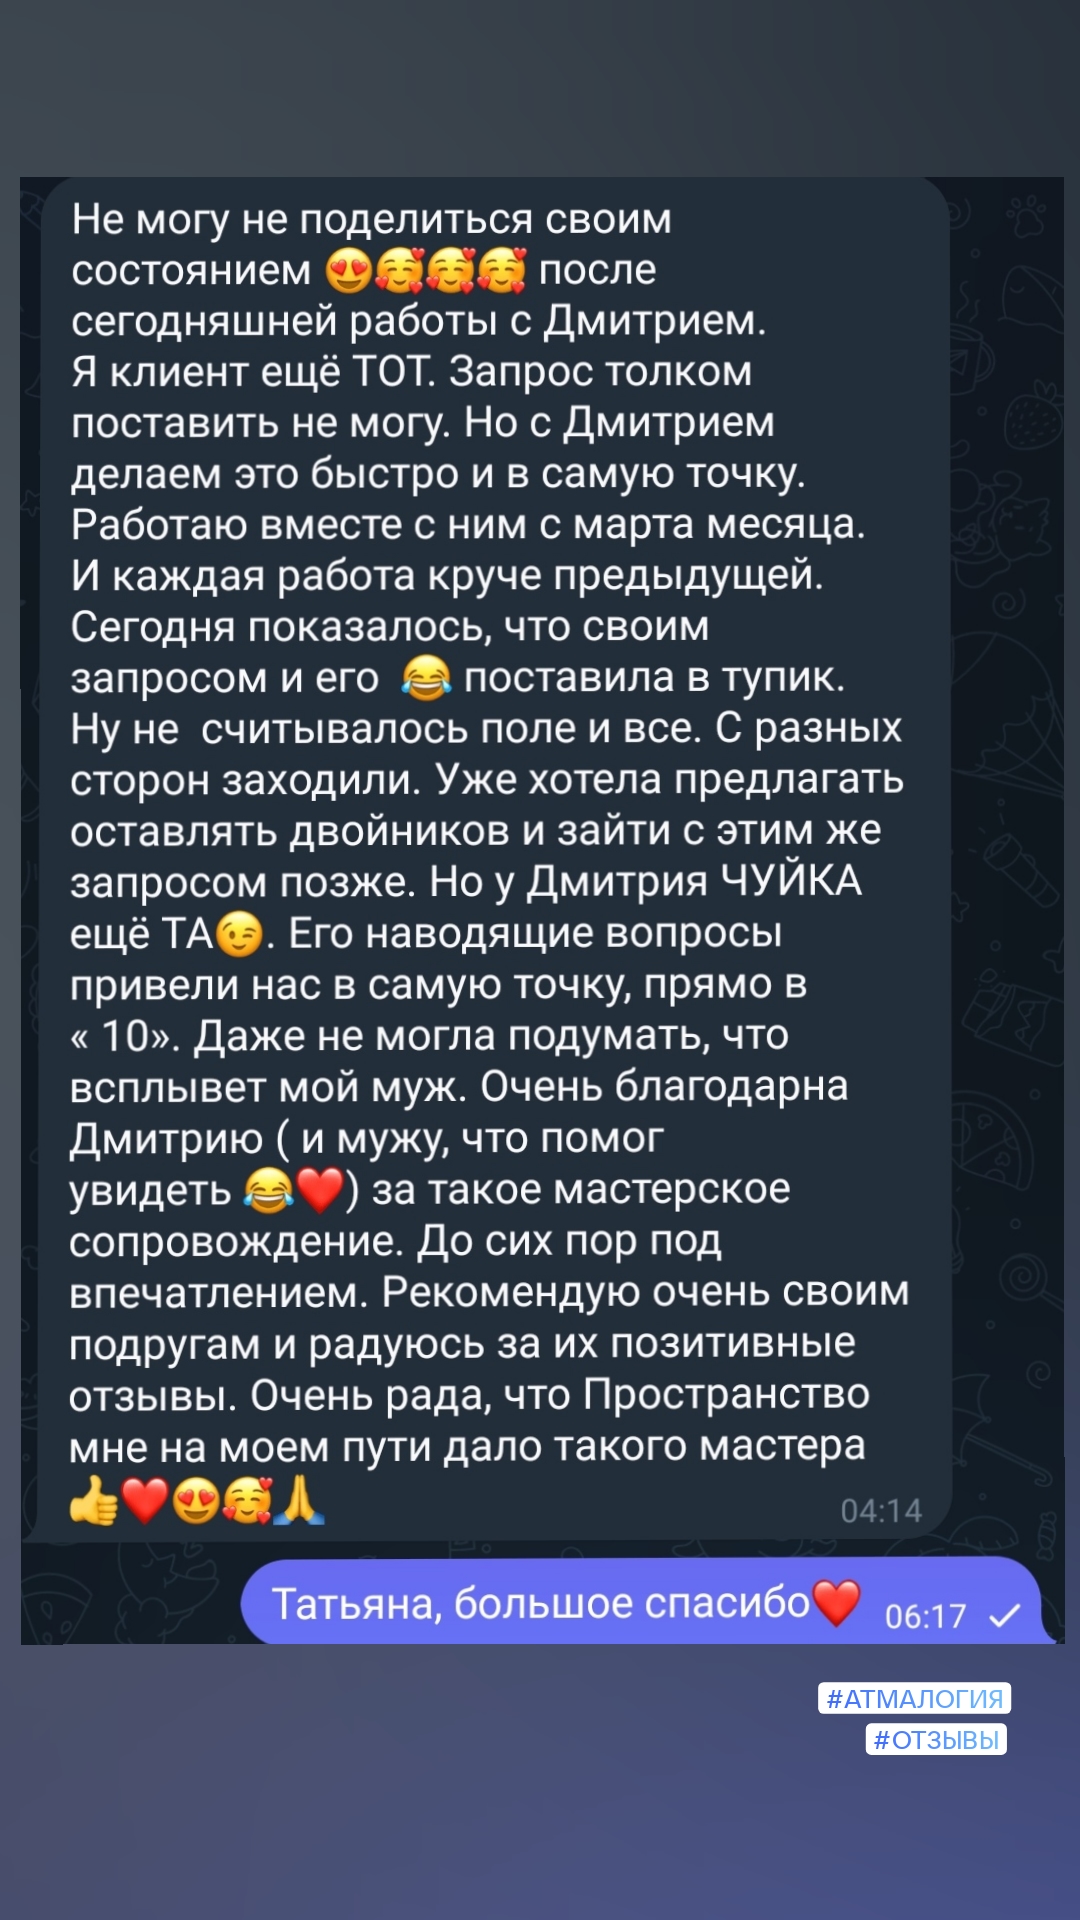 Не могу не поделиться своим
состоянием 😍🥰🥰🥰 после
сегодняшней работы с Дмитрием.
Я клиент ещё ТОТ. Запрос толком
поставить не могу. Но с Дмитрием
делаем это быстро и в самую точку.
Работаю вместе с ним с марта месяца.
И каждая работа круче предыдущей.
Сегодня показалось, что своим
запросом и его 😂 поставила в тупик.
Ну не считывалось поле и все. С разных
сторон заходили. Уже хотела предлагать
оставлять двойников и зайти с этим же
запросом позже. Но у Дмитрия ЧУЙКА
ещё ТА😉. Его наводящие вопросы
привели нас в самую точку, прямо в
« 10». Даже не могла подумать, что
всплывет мой муж. Очень благодарна
Дмитрию ( и мужу, что помог
увидеть 😂❤️) за такое мастерское
сопровождение. До сих пор под
впечатлением. Рекомендую очень своим
подругам и радуюсь за их позитивные
отзывы. Очень рада, что Пространство
мне на моем пути дало такого мастера
👍❤️😍🥰🙏 04:14
Татьяна, большое спасибо❤️ 06:17
#АТМАЛОГИЯ
#ОТЗЫВЫ